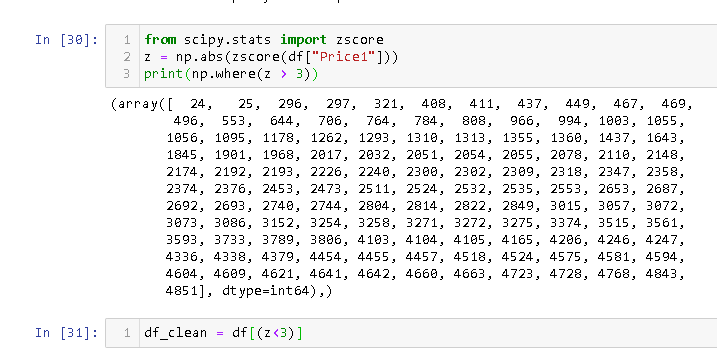 In [30]: 1 from scipy.stats import zscore
2 z = np.abs(zscore(df["Price1"]))
3 print(np.where(z > 3))
(array([ 24, 25, 296, 297, 321, 408, 411, 437, 449, 467, 469,
496, 553, 644, 706, 764, 784, 808, 966, 994, 1003, 1055,
1056, 1095, 1178, 1262, 1293, 1310, 1313, 1355, 1360, 1437, 1643,
1845, 1901, 1968, 2017, 2032, 2051, 2054, 2055, 2078, 2110, 2148,
2174, 2192, 2193, 2226, 2240, 2300, 2302, 2309, 2318, 2347, 2358,
2374, 2376, 2453, 2473, 2511, 2524, 2532, 2535, 2553, 2653, 2687,
2692, 2693, 2740, 2744, 2804, 2814, 2822, 2849, 3015, 3057, 3072,
3073, 3086, 3152, 3254, 3258, 3271, 3272, 3275, 3374, 3515, 3561,
3593, 3733, 3789, 3806, 4103, 4104, 4105, 4165, 4206, 4246, 4247,
4336, 4338, 4379, 4454, 4455, 4457, 4518, 4524, 4575, 4581, 4594,
4604, 4609, 4621, 4641, 4642, 4660, 4663, 4723, 4728, 4768, 4843,
4851], dtype=int64),)
In [31]: 1 df_clean = df[(z<3)]